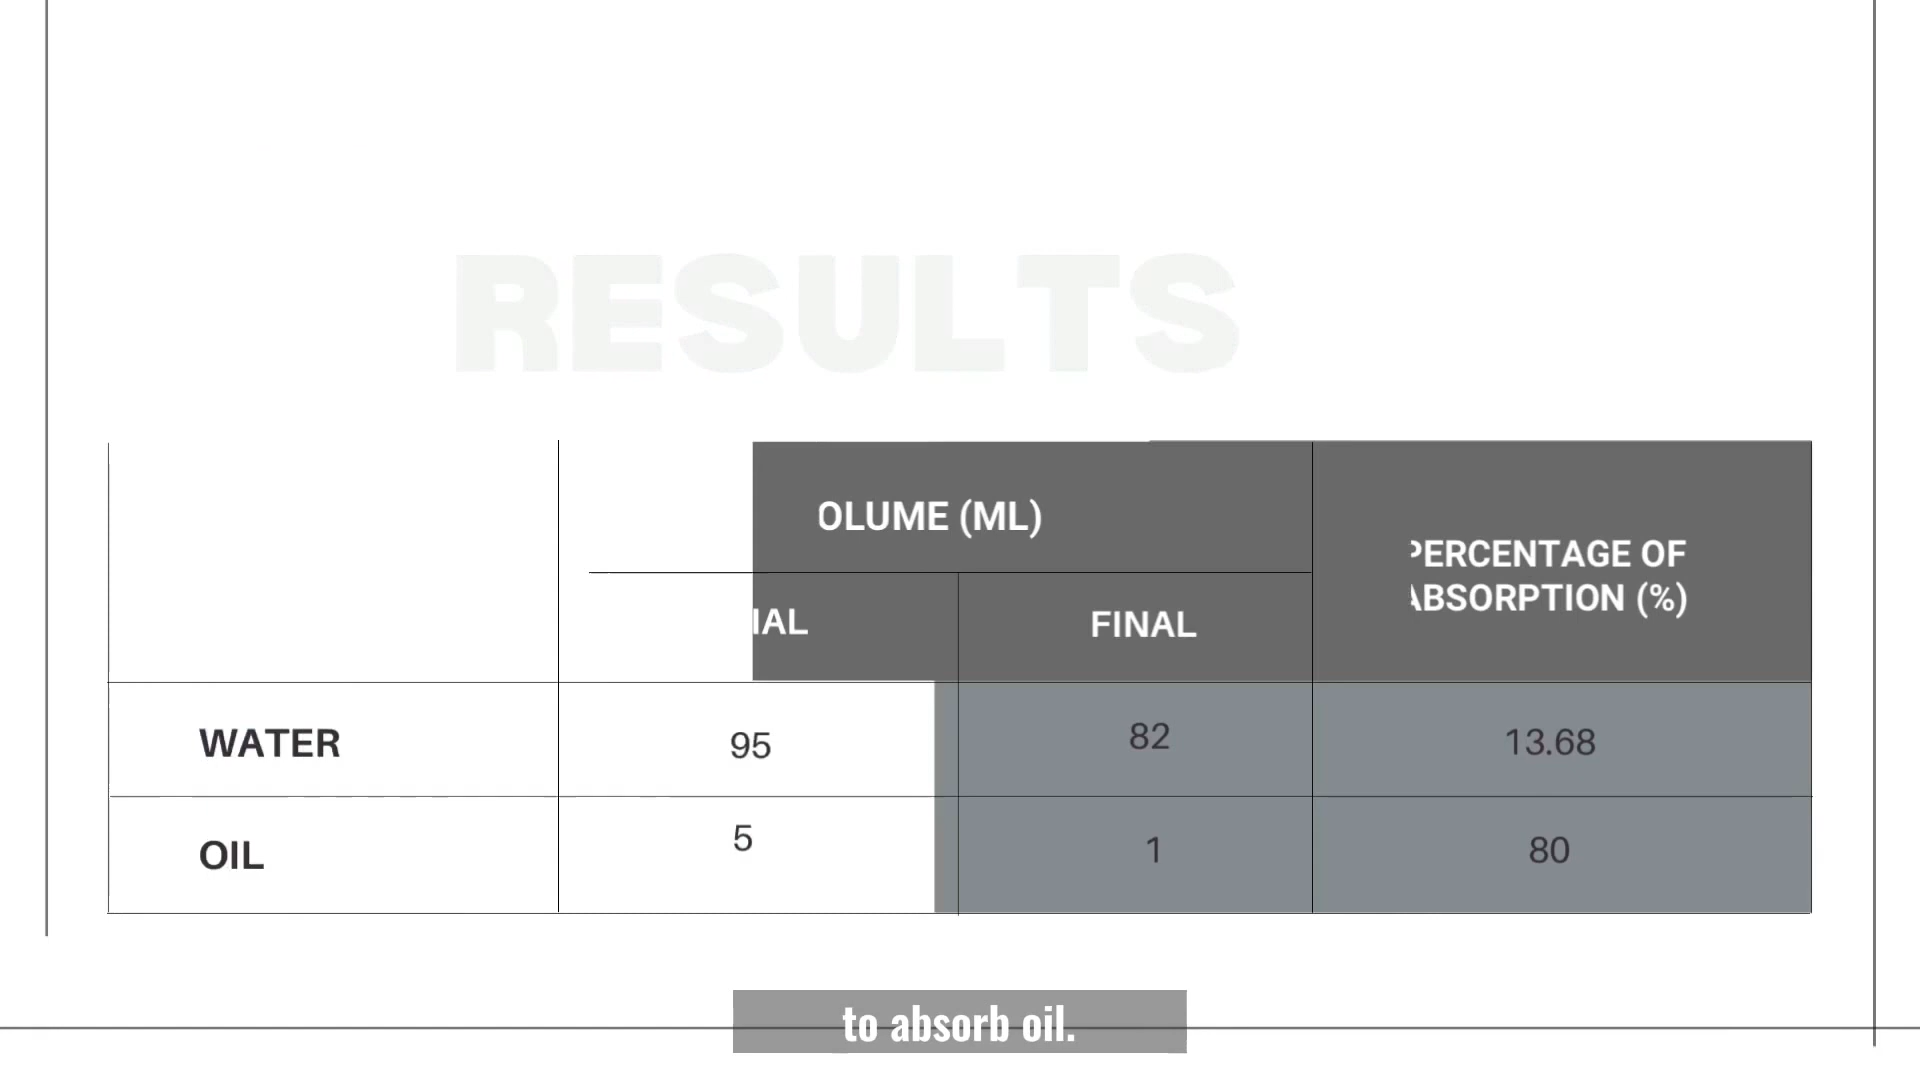 RESULTS
OLUME (ML)
PERCENTAGE OF
ABSORPTION (%)
IAL FINAL
WATER 95 82 13.68
OIL 5 1 80
to absorb oil.